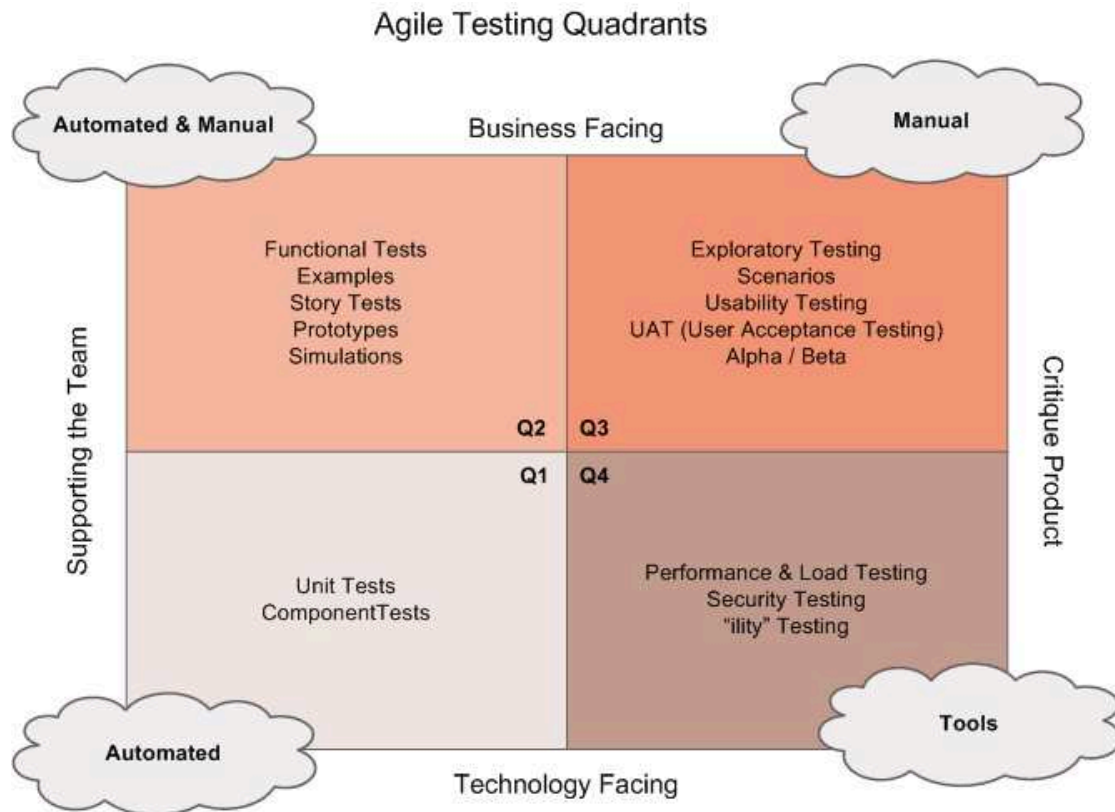 Agile Testing Quadrants
Automated & Manual
Business Facing
Manual
Functional Tests
Examples
Story Tests
Prototypes
Simulations
Exploratory Testing
Scenarios
Usability Testing
UAT (User Acceptance Testing)
Alpha / Beta
Supporting the Team
Critique Product
Q2
Q3
Q1
Q4
Unit Tests
ComponentTests
Performance & Load Testing
Security Testing
“ility” Testing
Automated
Tools
Technology Facing